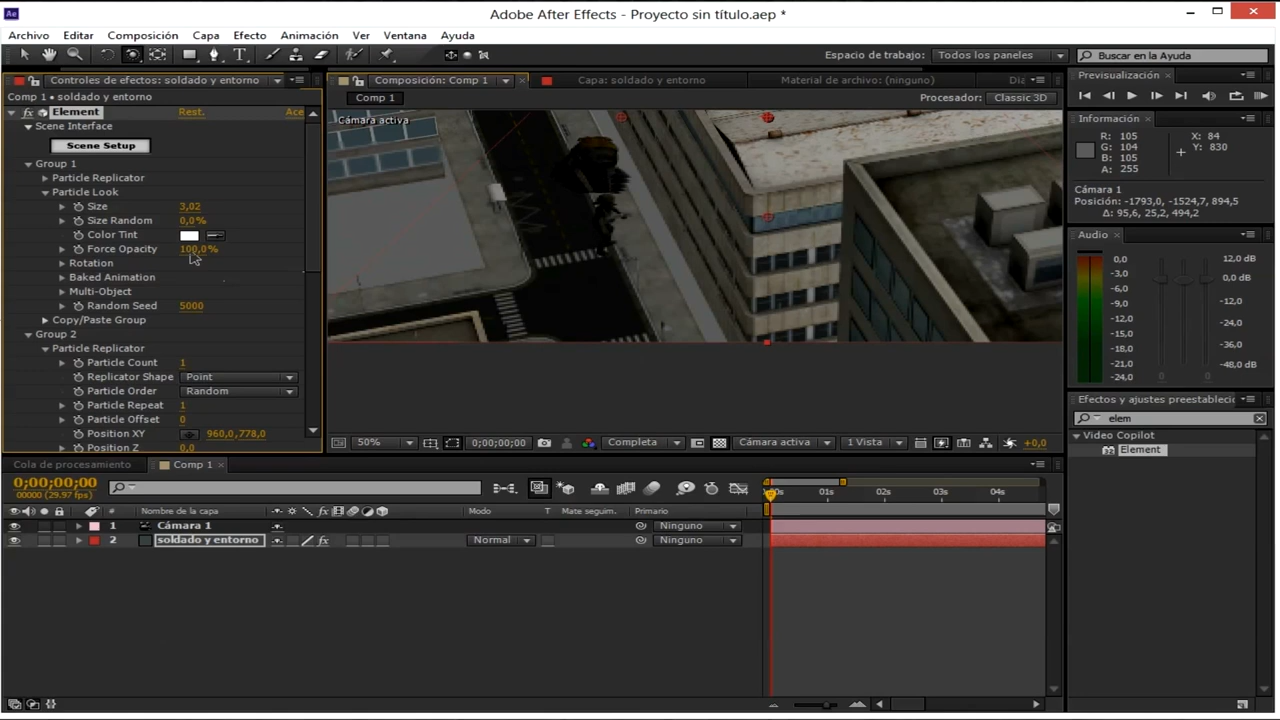 Ae Adobe After Effects - Proyecto sin título.aep *
Archivo Editar Composición Capa Efecto Animación Ver Ventana Ayuda
Espacio de trabajo: Todos los paneles Buscar en la Ayuda
Controles de efectos: soldado y entorno
Composición: Comp 1 Capa: soldado y entorno Material de archivo: (ninguno)
Comp 1 • soldado y entorno
Comp 1
Procesador: Classic 3D
Element Rest. Ace
Scene Interface
Scene Setup
Group 1
Particle Replicator
Particle Look
Size 3,02
Size Random 0,0%
Color Tint
Force Opacity 100,0%
Rotation
Baked Animation
Multi-Object
Random Seed 5000
Copy/Paste Group
Group 2
Particle Replicator
Particle Count 1
Replicator Shape Point
Particle Order Random
Particle Repeat 1
Particle Offset 0
Position XY 960,0,778,0
Position Z 0,0
Cámara activa
50% 0;00;00;00 Completa Cámara activa 1 Vista +0,0
Previsualización
Información
R: 105 X: 84
G: 104 Y: 830
B: 105
A: 255
Cámara 1
Posición: -1793,0, -1524,7, 894,5
Δ: 95,6, 25,2, 494,2
Audio
0,0 12,0 dB
-3,0 6,0
-6,0 0,0 dB
-9,0 -6,0
-12,0 -12,0
-15,0 -18,0
-18,0 -24,0
-21,0 -36,0
-24,0 -48,0 dB
Efectos y ajustes preestablecid
elem
Video Copilot
Element
Cola de procesamiento Comp 1
0;00;00;00
00000 (29.97 fps)
00s 01s 02s 03s 04s
Nombre de la capa Modo T Mate seguim. Primario
1 Cámara 1 Ninguno
2 soldado y entorno Normal Ninguno